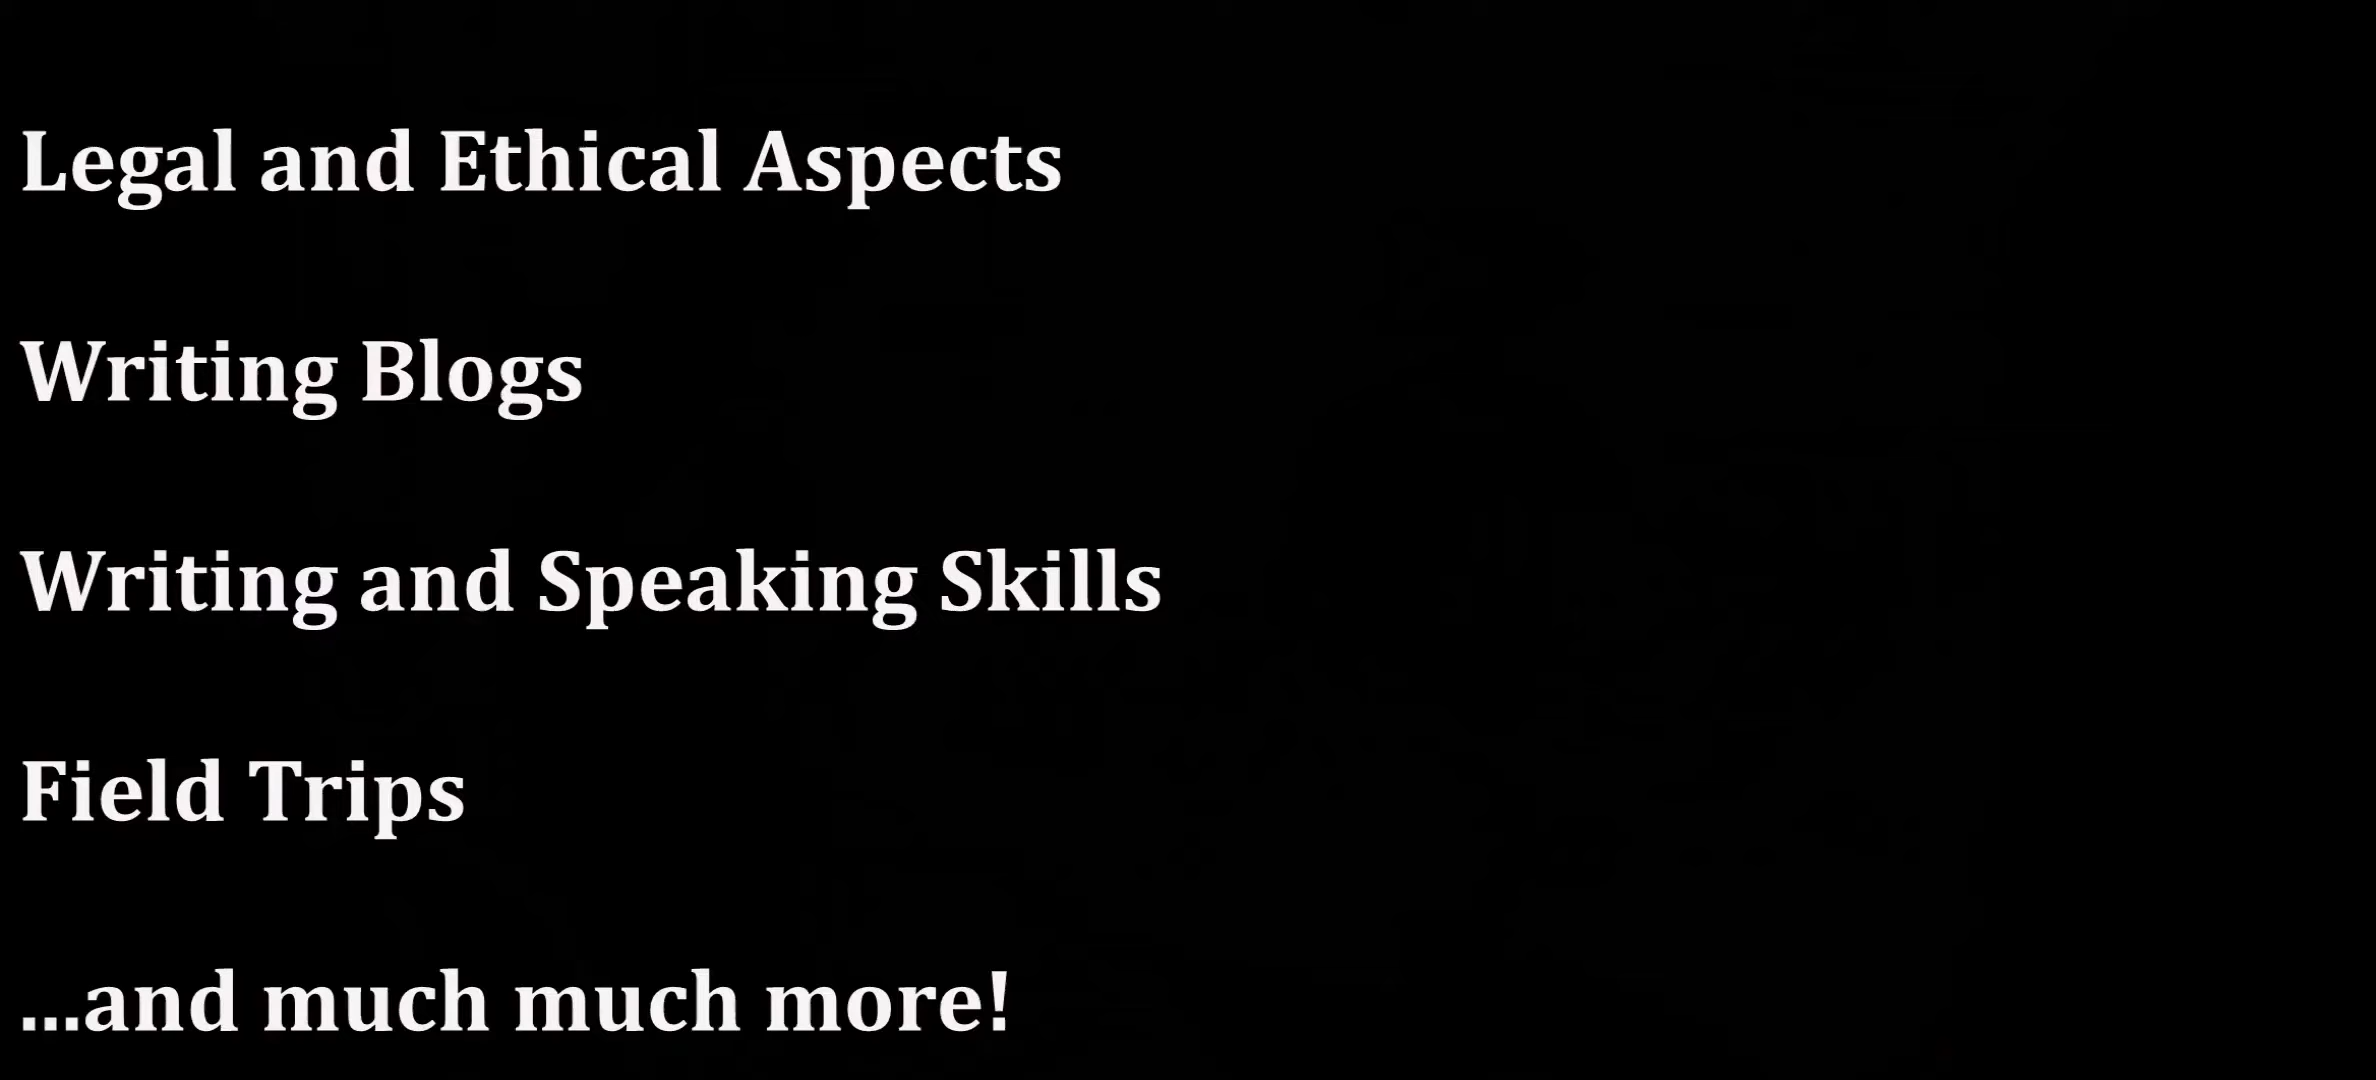 Legal and Ethical Aspects
Writing Blogs
Writing and Speaking Skills
Field Trips
...and much much more!